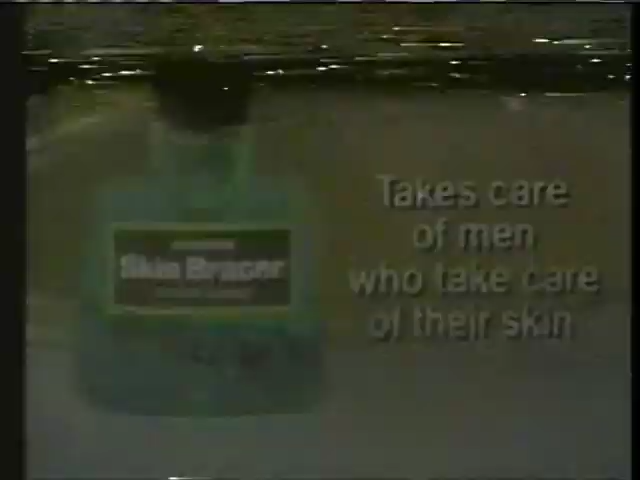 Skin Bracer
Takes care
of men
who take care
of their skin